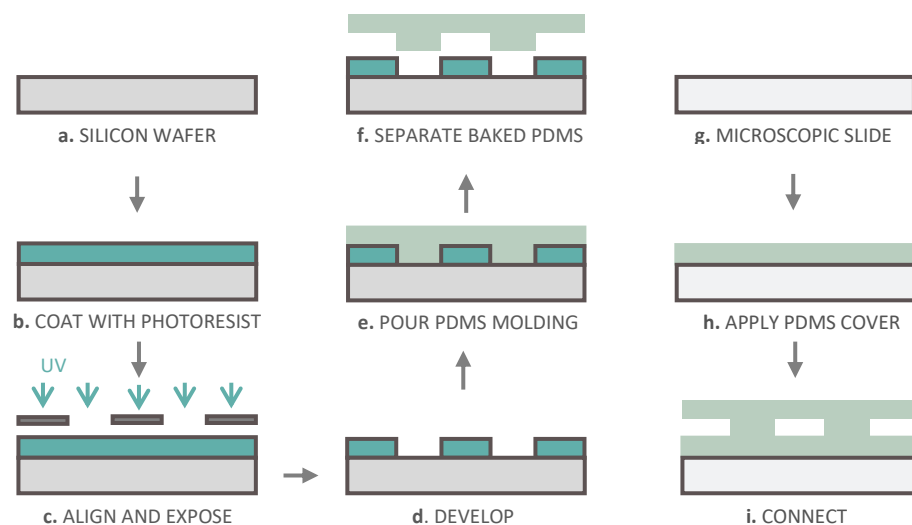 a. SILICON WAFER
b. COAT WITH PHOTORESIST
UV
c. ALIGN AND EXPOSE
d. DEVELOP
e. POUR PDMS MOLDING
f. SEPARATE BAKED PDMS
g. MICROSCOPIC SLIDE
h. APPLY PDMS COVER
i. CONNECT